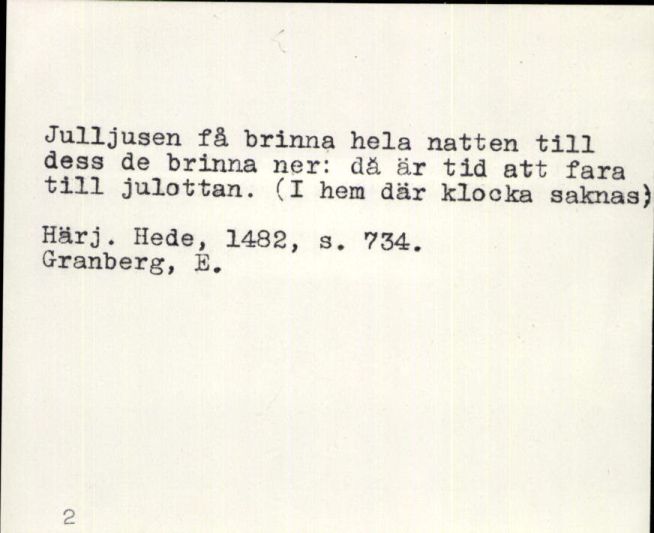 Julljusen få brinna hela natten till
dess de brinna ner: då är tid att fara
till julottan. (I hem där klocka saknas)
Härj. Hede, 1482, s. 734.
Granberg, E.
2